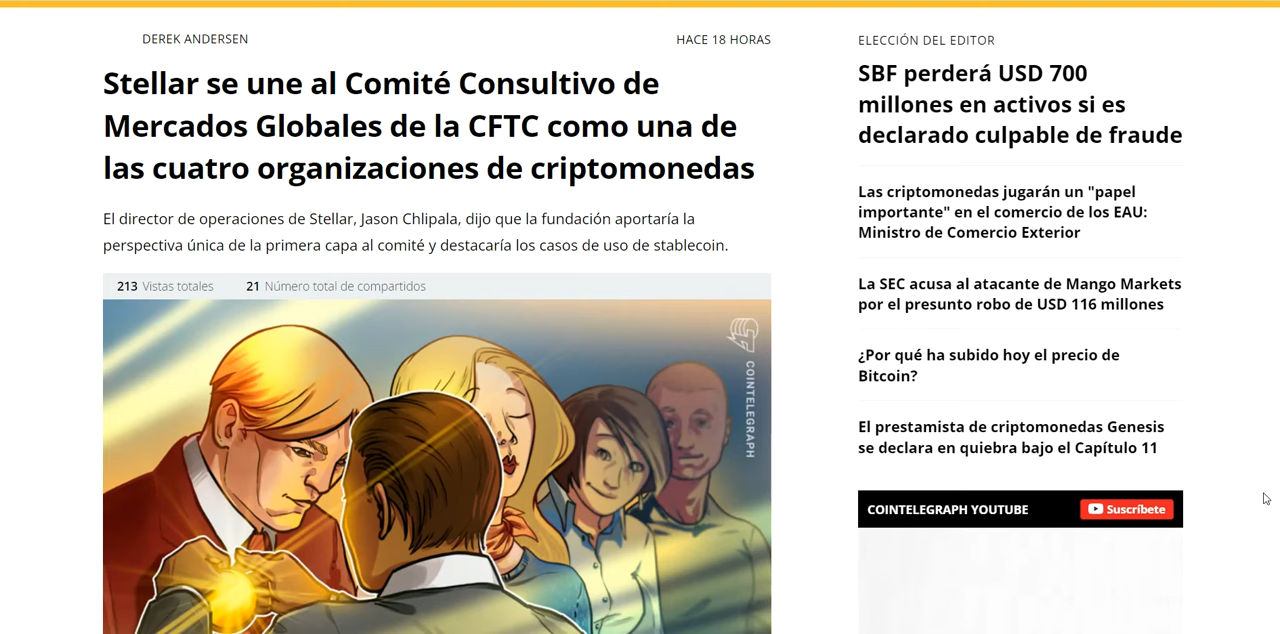 DEREK ANDERSEN
HACE 18 HORAS
Stellar se une al Comité Consultivo de
Mercados Globales de la CFTC como una de
las cuatro organizaciones de criptomonedas
El director de operaciones de Stellar, Jason Chlipala, dijo que la fundación aportaría la
perspectiva única de la primera capa al comité y destacaría los casos de uso de stablecoin.
213 Vistas totales 21 Número total de compartidos
COINTELEGRAPH
ELECCIÓN DEL EDITOR
SBF perderá USD 700
millones en activos si es
declarado culpable de fraude
Las criptomonedas jugarán un "papel
importante" en el comercio de los EAU:
Ministro de Comercio Exterior
La SEC acusa al atacante de Mango Markets
por el presunto robo de USD 116 millones
¿Por qué ha subido hoy el precio de
Bitcoin?
El prestamista de criptomonedas Genesis
se declara en quiebra bajo el Capítulo 11
COINTELEGRAPH YOUTUBE
Suscríbete